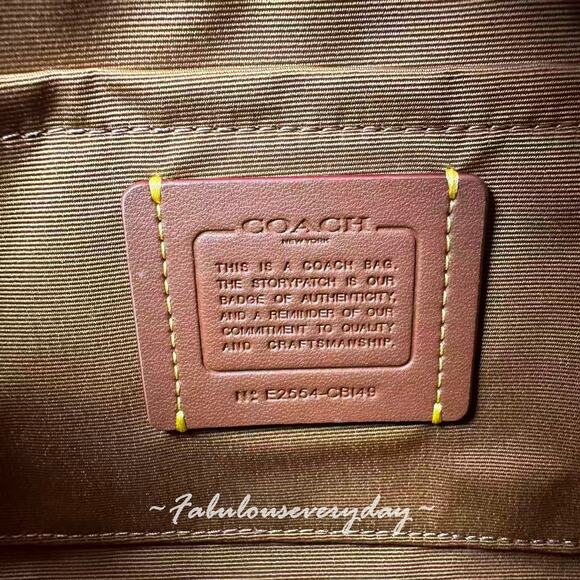 COACH
NEW YORK
THIS IS A COACH BAG.
THE STORYPATCH IS OUR
BADGE OF AUTHENTICITY,
AND A REMINDER OF OUR
COMMITMENT TO QUALITY
AND CRAFTSMANSHIP.
Nº E2554-CBI49
~Fabulouseveryday~